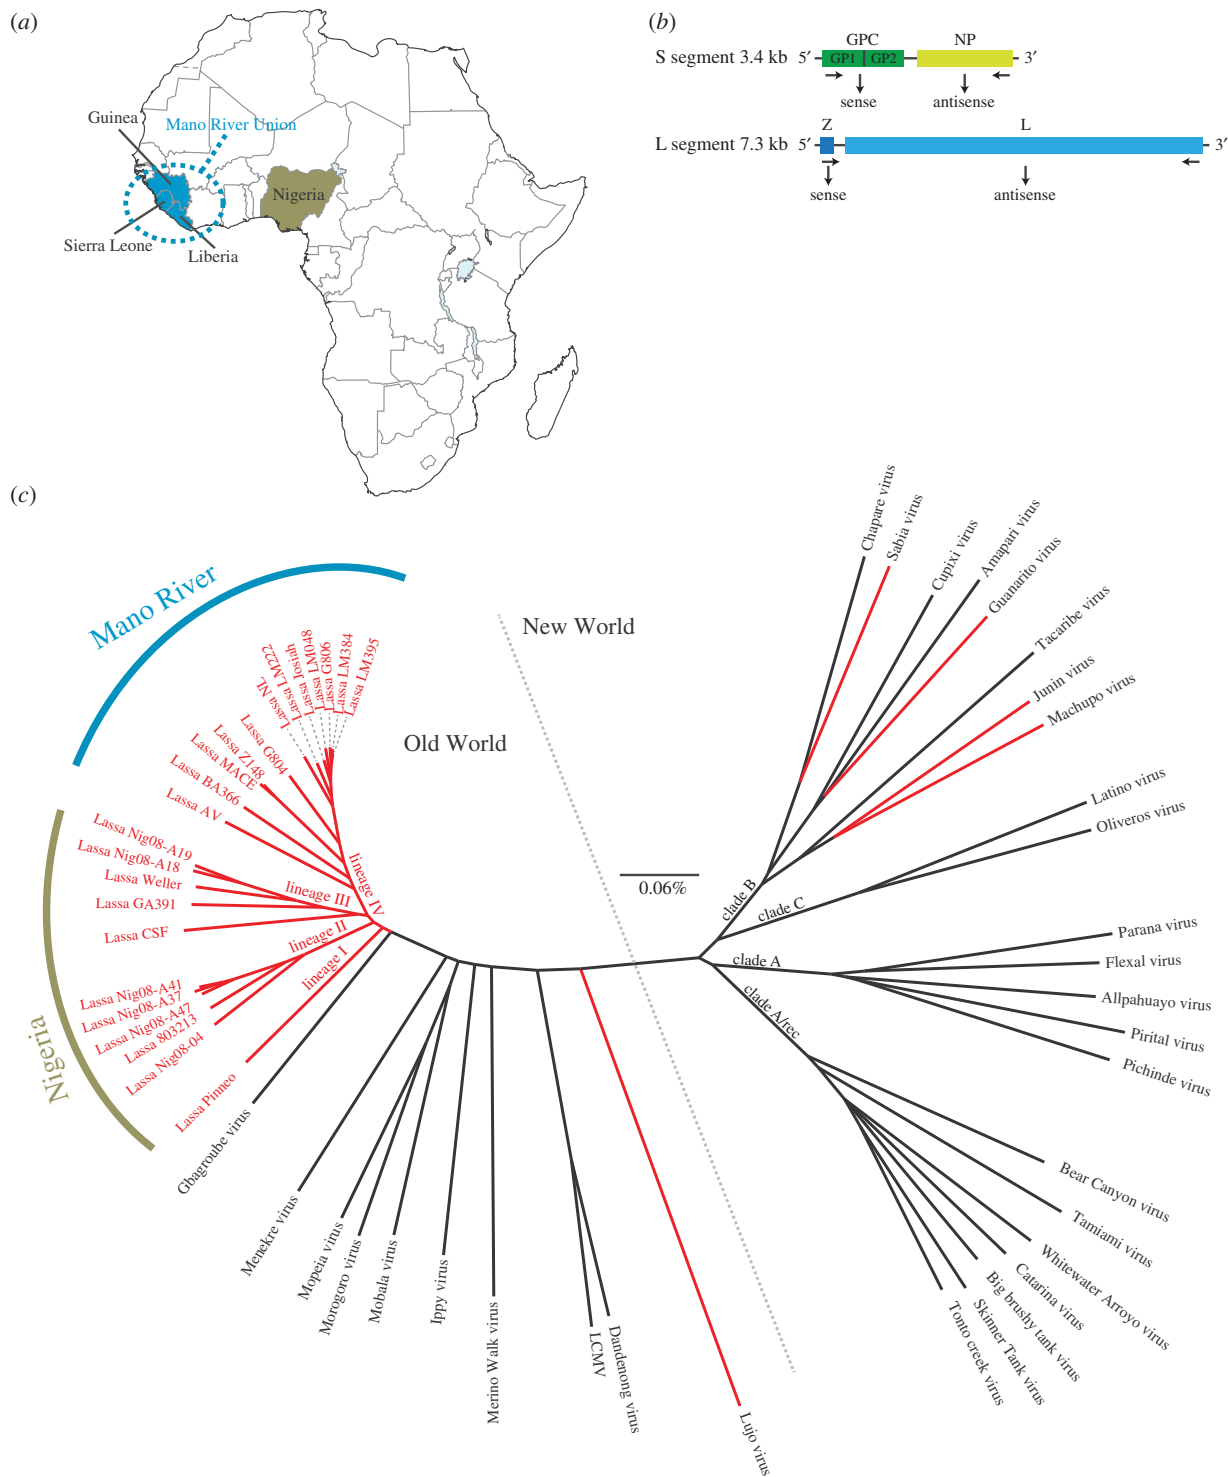 (a)
Guinea
Mano River Union
Nigeria
Sierra Leone
Liberia
(b)
GPC
NP
S segment 3.4 kb
5′
GP1
GP2
3′
sense
antisense
Z
L
L segment 7.3 kb
5′
3′
sense
antisense
(c)
Mano River
Nigeria
New World
Old World
0.06%
Lassa NL
Lassa LM222
Lassa Josiah
Lassa LM048
Lassa G806
Lassa LM384
Lassa LM395
Lassa G804
Lassa Z148
Lassa MACE
Lassa BA366
Lassa AV
lineage IV
Lassa Nig08-A19
Lassa Nig08-A18
Lassa Weller
Lassa GA391
Lassa CSF
lineage III
lineage II
lineage I
Lassa Nig08-A41
Lassa Nig08-A37
Lassa Nig08-A47
Lassa 803213
Lassa Nig08-04
Lassa Pinneo
Gbagroube virus
Menekre virus
Mopeia virus
Morogoro virus
Mobala virus
Ippy virus
Merino Walk virus
LCMV
Dandenong virus
Lujo virus
Chapare virus
Sabia virus
Cupixi virus
Amapari virus
Guanarito virus
Tacaribe virus
Junin virus
Machupo virus
clade B
Latino virus
Oliveros virus
clade C
clade A
Parana virus
Flexal virus
Allpahuayo virus
Pirital virus
Pichinde virus
clade A/rec
Bear Canyon virus
Tamiami virus
Whitewater Arroyo virus
Catarina virus
Big brushy tank virus
Skinner Tank virus
Tonto creek virus